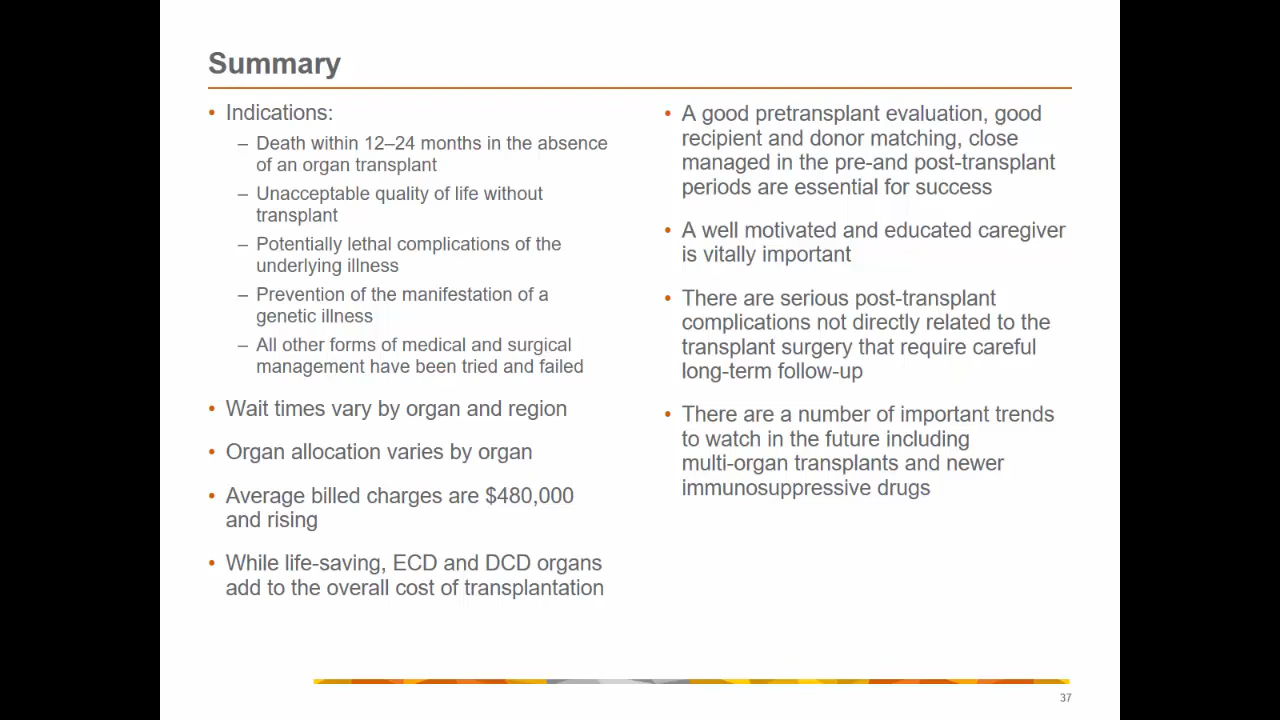 Summary
• Indications:
– Death within 12–24 months in the absence
of an organ transplant
– Unacceptable quality of life without
transplant
– Potentially lethal complications of the
underlying illness
– Prevention of the manifestation of a
genetic illness
– All other forms of medical and surgical
management have been tried and failed
• Wait times vary by organ and region
• Organ allocation varies by organ
• Average billed charges are $480,000
and rising
• While life-saving, ECD and DCD organs
add to the overall cost of transplantation
• A good pretransplant evaluation, good
recipient and donor matching, close
managed in the pre-and post-transplant
periods are essential for success
• A well motivated and educated caregiver
is vitally important
• There are serious post-transplant
complications not directly related to the
transplant surgery that require careful
long-term follow-up
• There are a number of important trends
to watch in the future including
multi-organ transplants and newer
immunosuppressive drugs
37